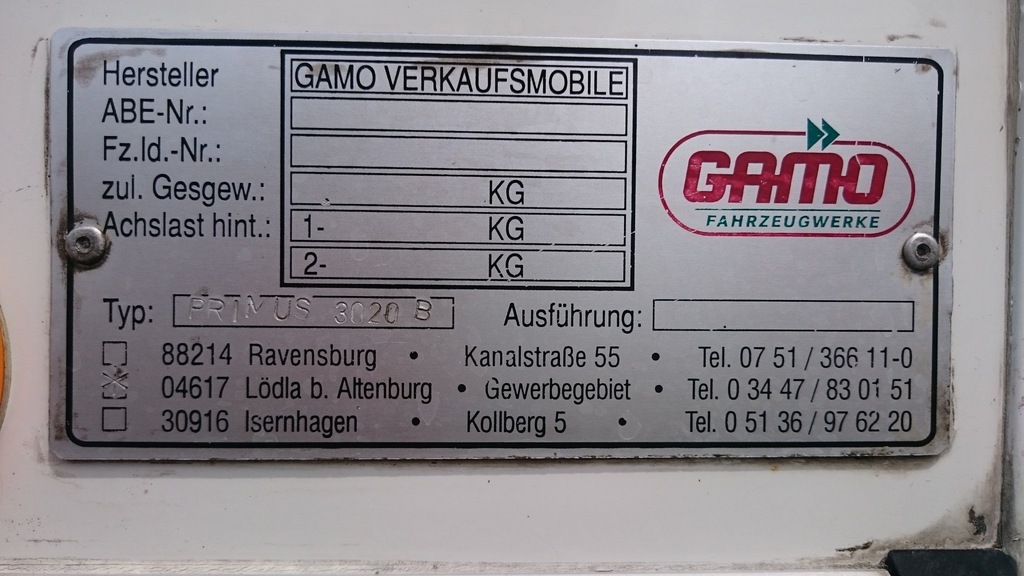 Hersteller GAMO VERKAUFSMOBILE
ABE-Nr.:
Fz.Id.-Nr.:
zul. Gesgew.: KG
Achslast hint.: 1- KG
2- KG
GAMO
FAHRZEUGWERKE
Typ: PRIMUS 3020 B Ausführung:
88214 Ravensburg • Kanalstraße 55 • Tel. 07 51 / 366 11-0
04617 Lödla b. Altenburg • Gewerbegebiet • Tel. 0 34 47 / 83 01 51
30916 Isernhagen • Kollberg 5 • Tel. 0 51 36 / 97 62 20